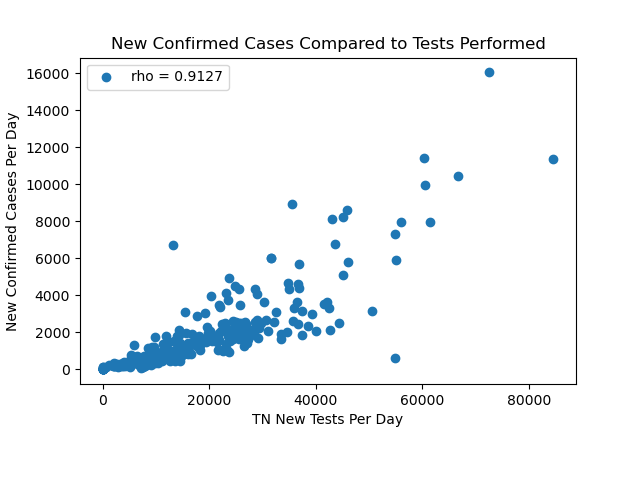 New Confirmed Cases Compared to Tests Performed
rho = 0.9127
New Confirmed Caeses Per Day
16000
14000
12000
10000
8000
6000
4000
2000
0
0 20000 40000 60000 80000
TN New Tests Per Day